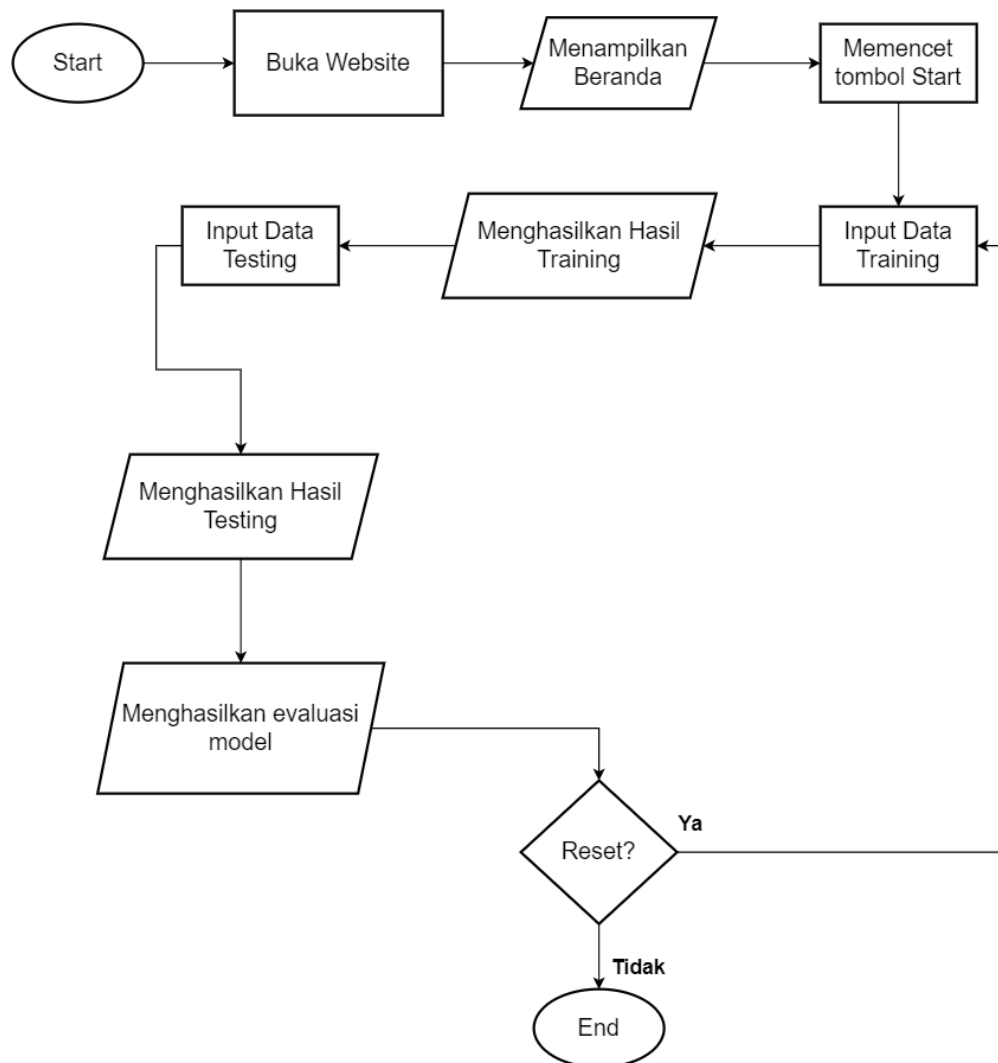 Start
Buka Website
Menampilkan
Beranda
Memencet
tombol Start
Input Data
Training
Menghasilkan Hasil
Training
Input Data
Testing
Menghasilkan Hasil
Testing
Menghasilkan evaluasi
model
Reset?
Ya
Tidak
End